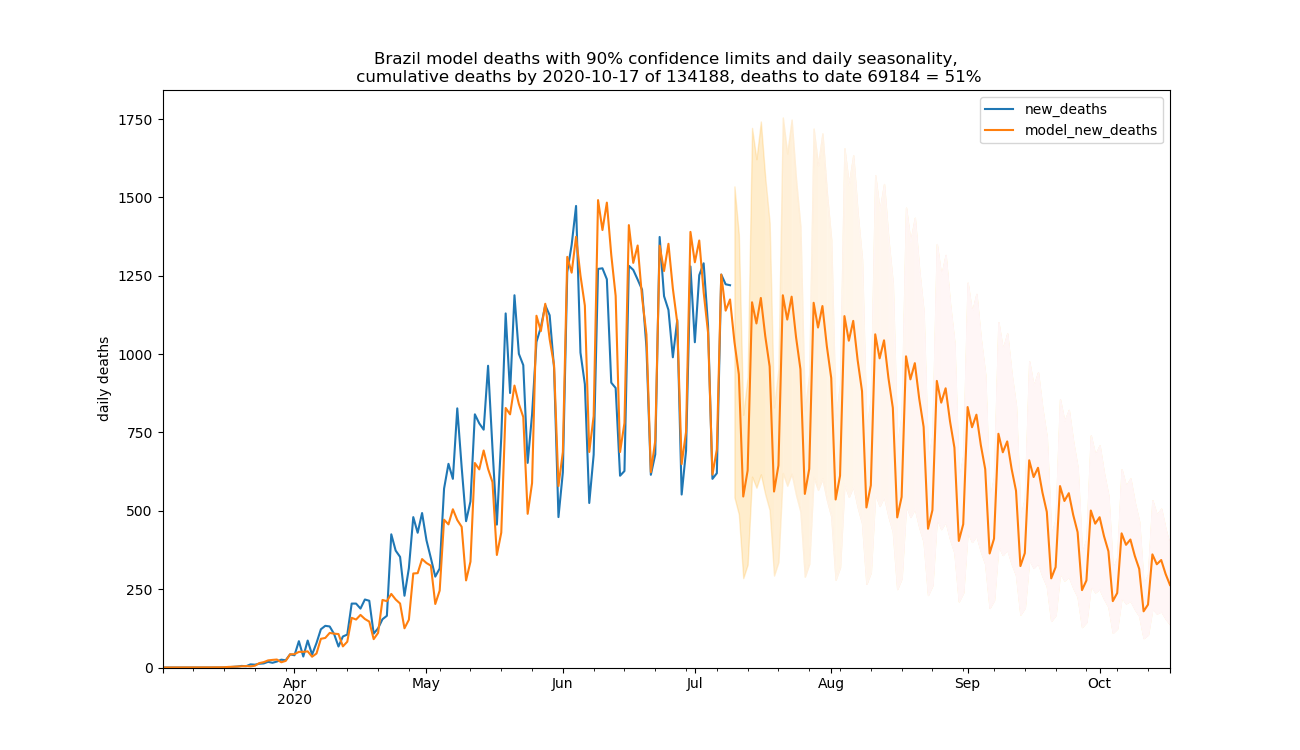 Brazil model deaths with 90% confidence limits and daily seasonality,
cumulative deaths by 2020-10-17 of 134188, deaths to date 69184 = 51%
new_deaths
model_new_deaths
daily deaths
1750
1500
1250
1000
750
500
250
0
Apr May Jun Jul Aug Sep Oct
2020